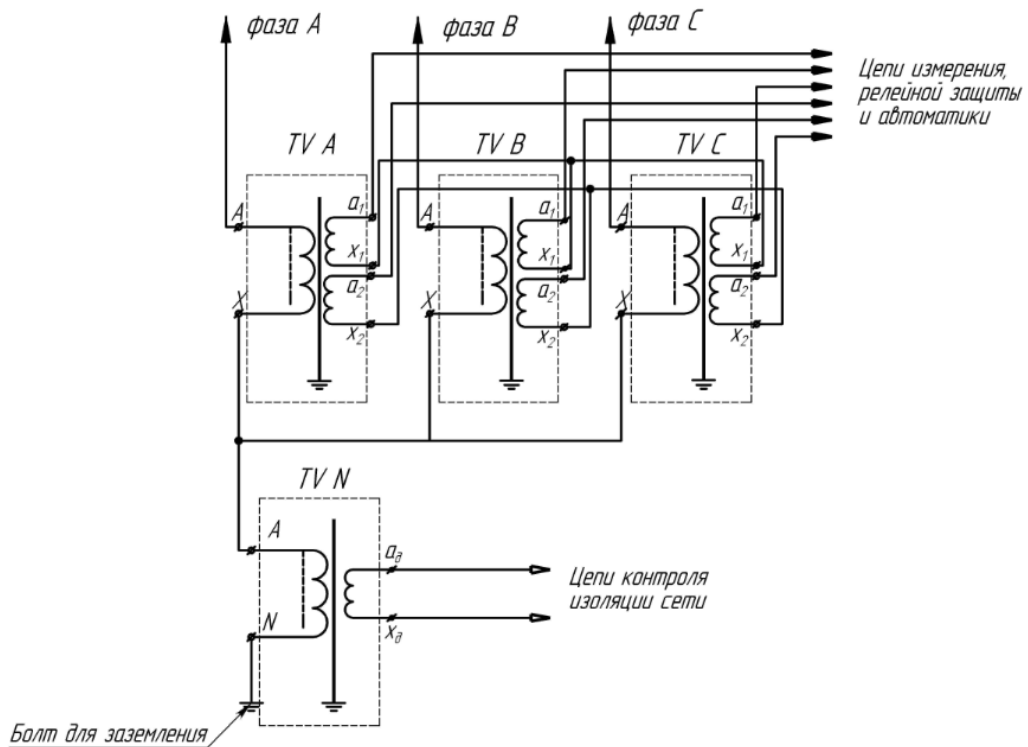 фаза A
фаза B
фаза C
Цепи измерения,
релейной защиты
и автоматики
TV A
TV B
TV C
A
a₁
x₁
a₂
X
x₂
A
a₁
x₁
a₂
X
x₂
A
a₁
x₁
a₂
X
x₂
TV N
A
aд
N
xд
Цепи контроля
изоляции сети
Болт для заземления